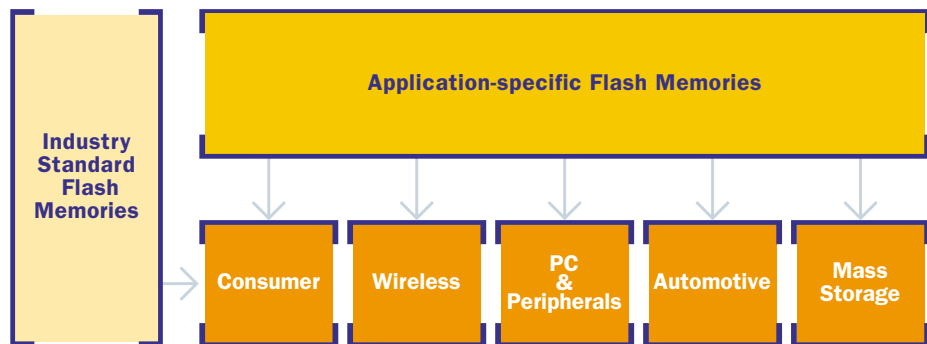 Application-specific Flash Memories
Industry
Standard
Flash
Memories
Consumer
Wireless
PC
&
Peripherals
Automotive
Mass
Storage